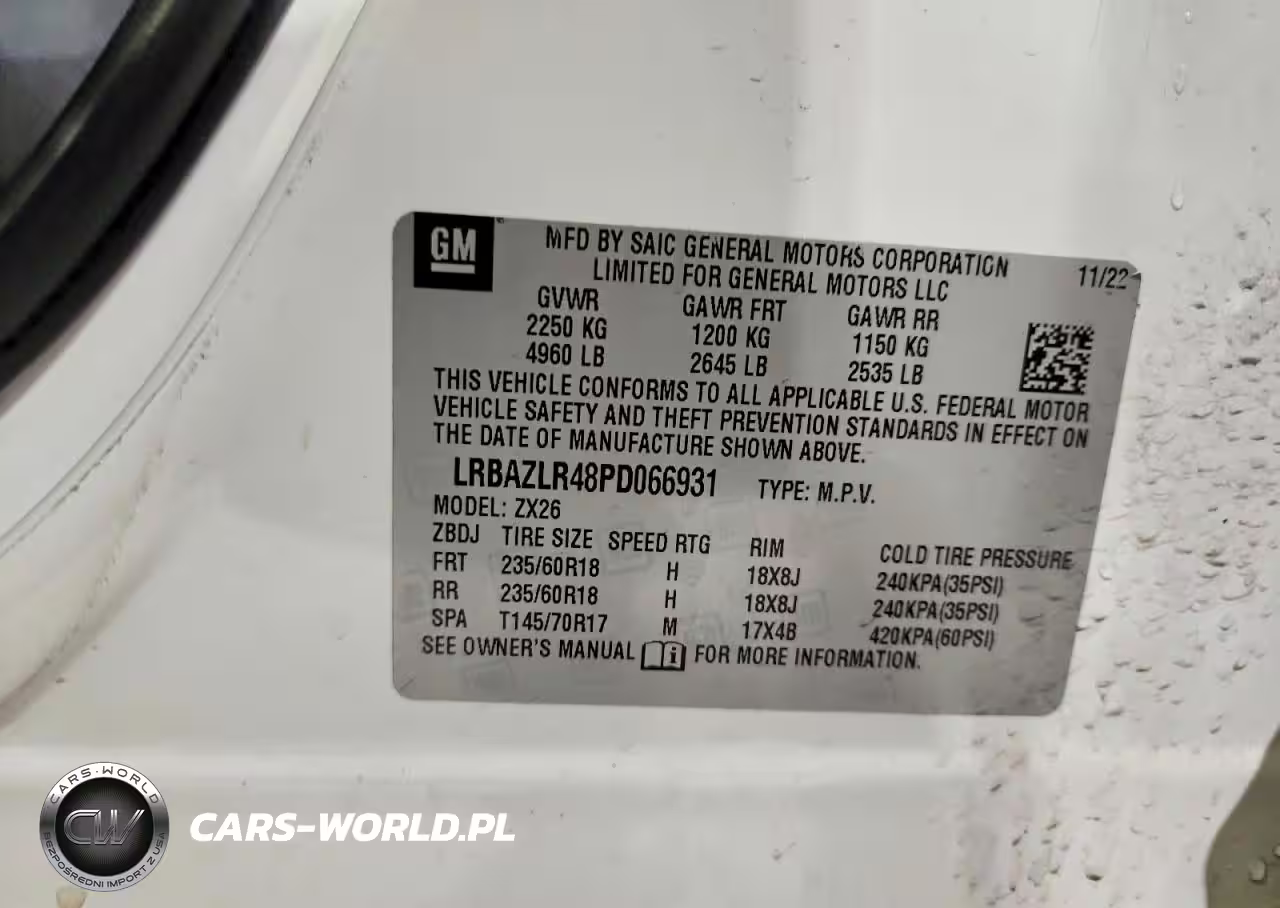 GM
MFD BY SAIC GENERAL MOTORS CORPORATION
LIMITED FOR GENERAL MOTORS LLC
11/22
GVWR GAWR FRT GAWR RR
2250 KG 1200 KG 1150 KG
4960 LB 2645 LB 2535 LB
THIS VEHICLE CONFORMS TO ALL APPLICABLE U.S. FEDERAL MOTOR
VEHICLE SAFETY AND THEFT PREVENTION STANDARDS IN EFFECT ON
THE DATE OF MANUFACTURE SHOWN ABOVE.
LRBAZLR48PD066931 TYPE: M.P.V.
MODEL: ZX26
ZBDJ TIRE SIZE SPEED RTG RIM COLD TIRE PRESSURE
FRT 235/60R18 H 18X8J 240KPA(35PSI)
RR 235/60R18 H 18X8J 240KPA(35PSI)
SPA T145/70R17 M 17X4B 420KPA(60PSI)
SEE OWNER'S MANUAL i FOR MORE INFORMATION.
CARS-WORLD
CW
BEZPOŚREDNI IMPORT Z USA
CARS-WORLD.PL